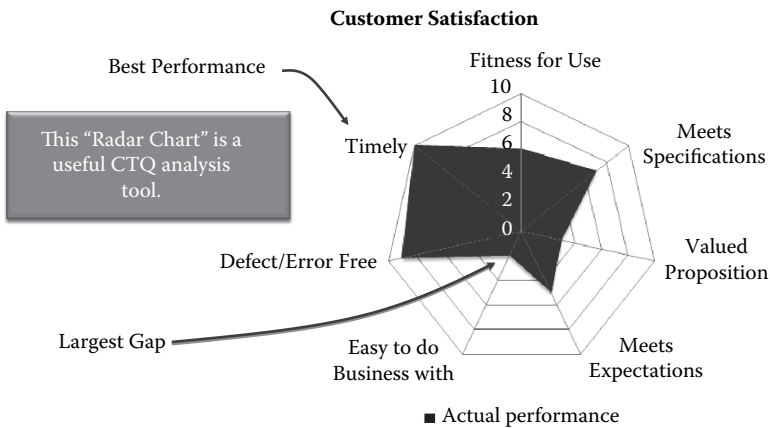 Customer Satisfaction
Best Performance
This “Radar Chart” is a
useful CTQ analysis
tool.
Fitness for Use
10
8
6
4
2
0
Timely
Meets
Specifications
Defect/Error Free
Valued
Proposition
Largest Gap
Easy to do
Business with
Meets
Expectations
Actual performance